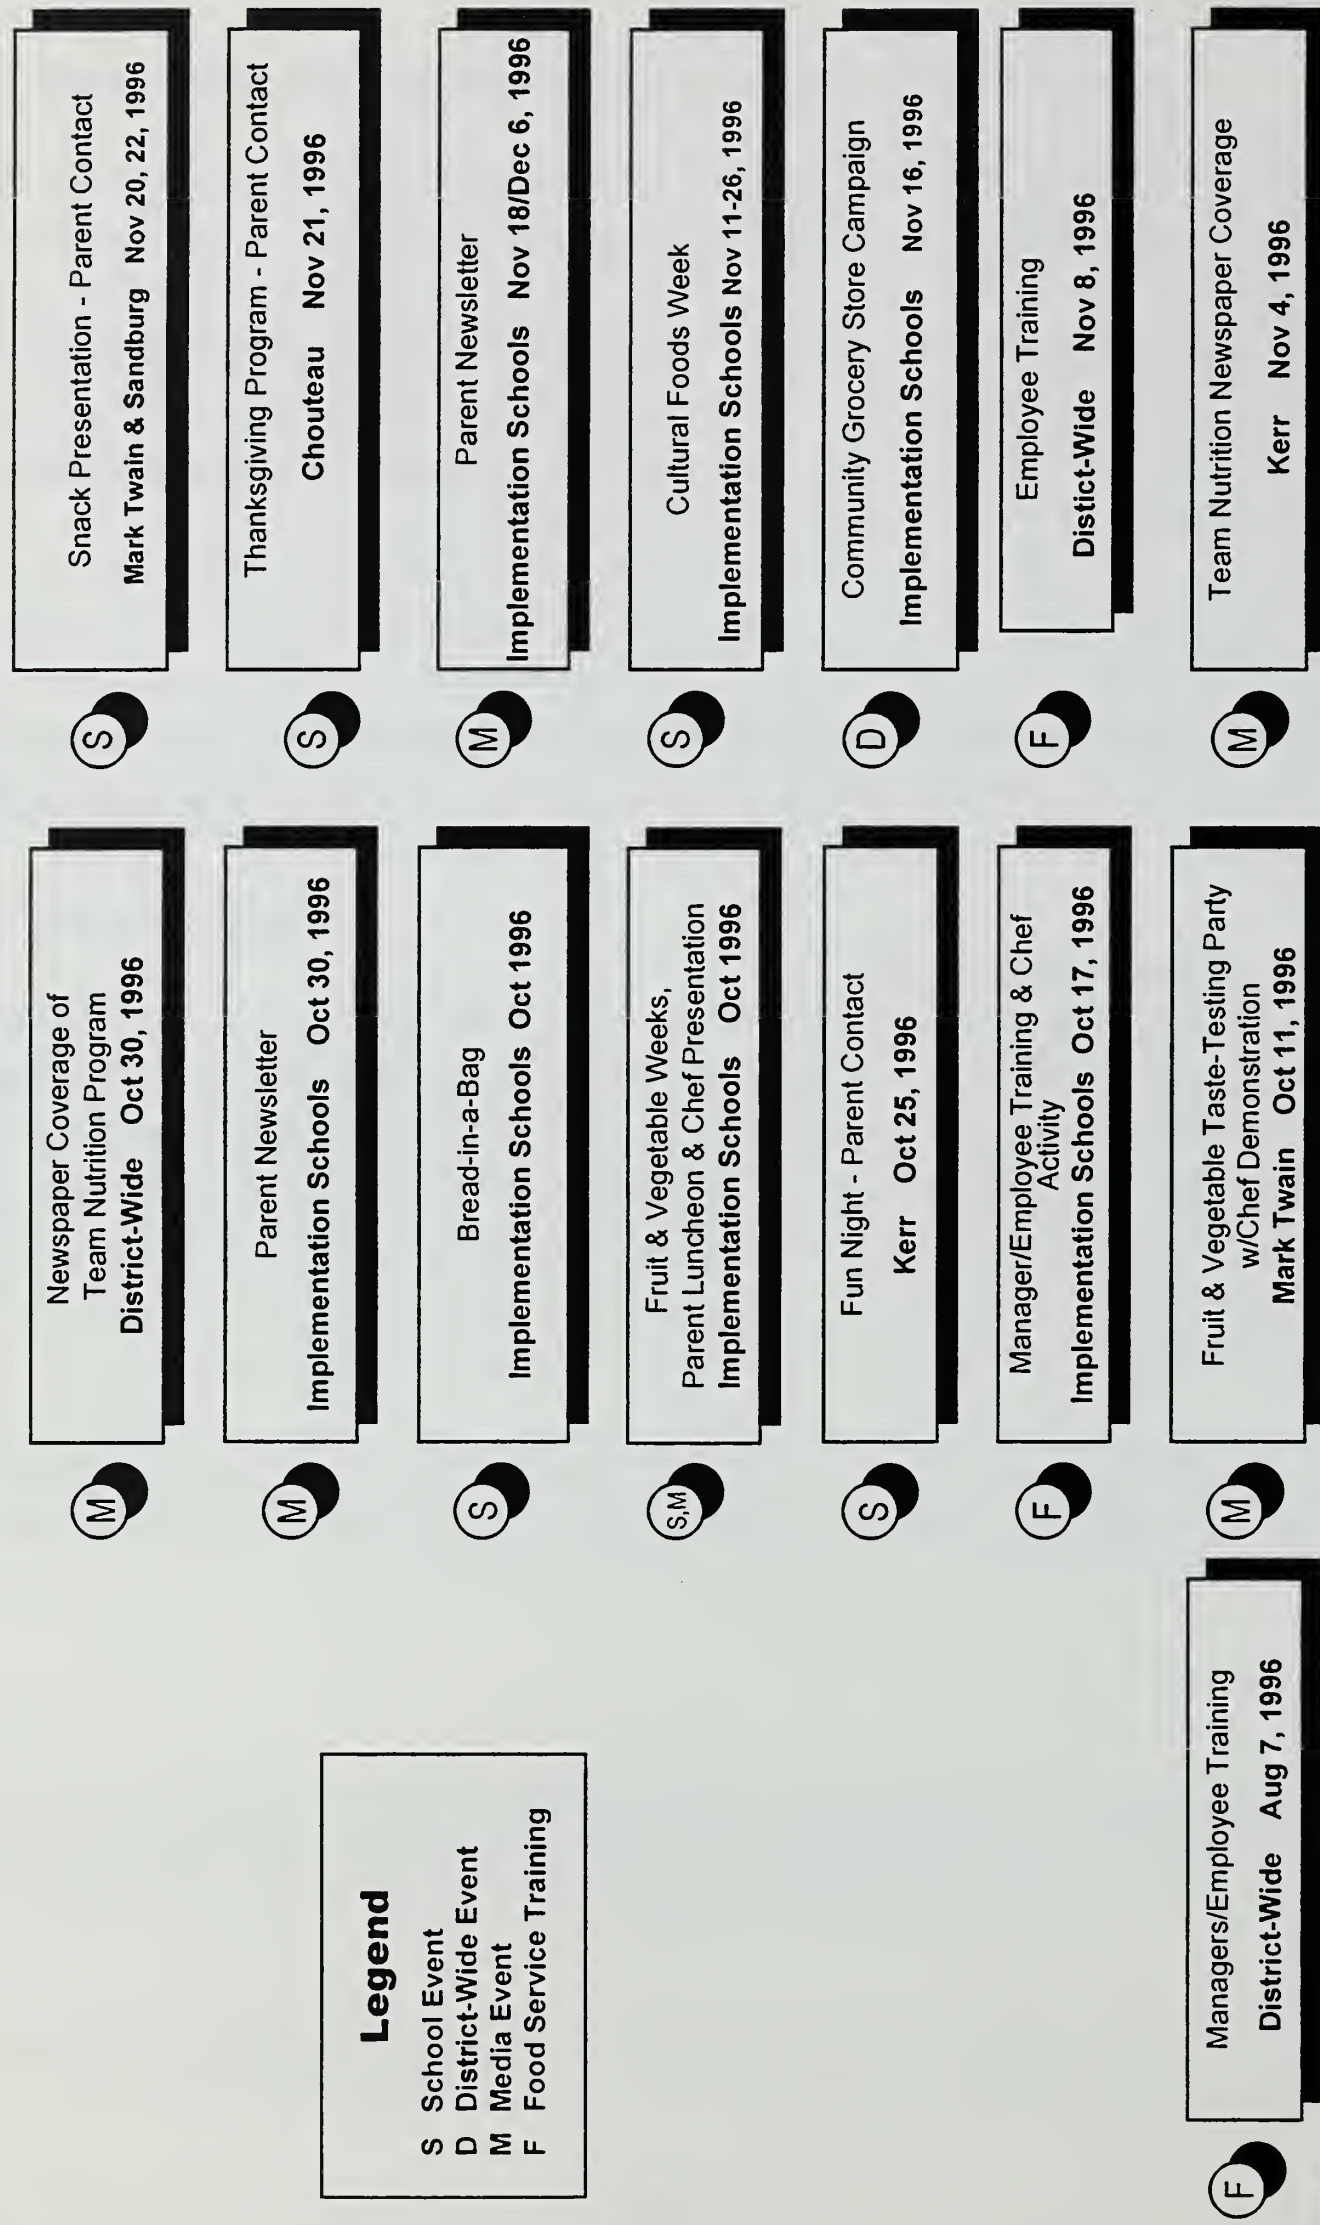 S
Snack Presentation - Parent Contact
Mark Twain & Sandburg Nov 20, 22, 1996
S
Thanksgiving Program - Parent Contact
Chouteau Nov 21, 1996
M
Parent Newsletter
Implementation Schools Nov 18/Dec 6, 1996
S
Cultural Foods Week
Implementation Schools Nov 11-26, 1996
D
Community Grocery Store Campaign
Implementation Schools Nov 16, 1996
F
Employee Training
Distict-Wide Nov 8, 1996
M
Team Nutrition Newspaper Coverage
Kerr Nov 4, 1996
M
Newspaper Coverage of
Team Nutrition Program
District-Wide Oct 30, 1996
M
Parent Newsletter
Implementation Schools Oct 30, 1996
S
Bread-in-a-Bag
Implementation Schools Oct 1996
S,M
Fruit & Vegetable Weeks,
Parent Luncheon & Chef Presentation
Implementation Schools Oct 1996
S
Fun Night - Parent Contact
Kerr Oct 25, 1996
F
Manager/Employee Training & Chef
Activity
Implementation Schools Oct 17, 1996
M
Fruit & Vegetable Taste-Testing Party
w/Chef Demonstration
Mark Twain Oct 11, 1996
Legend
S School Event
D District-Wide Event
M Media Event
F Food Service Training
F
Managers/Employee Training
District-Wide Aug 7, 1996